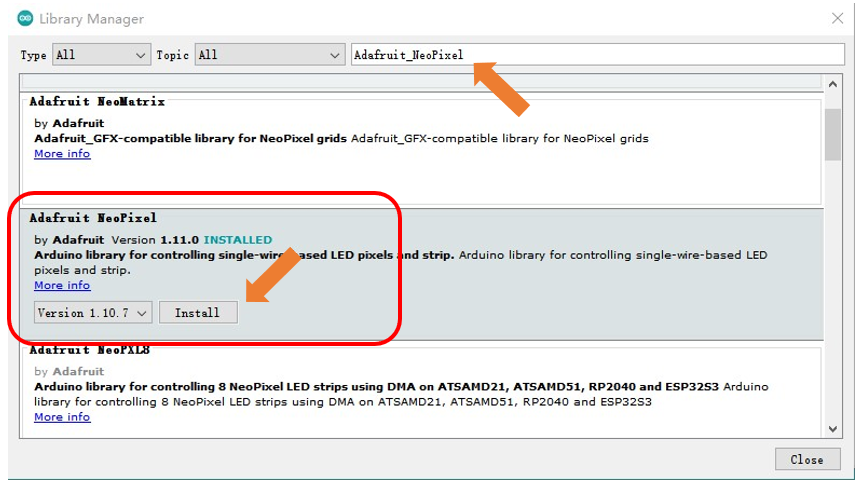 Library Manager
Type All Topic All Adafruit_NeoPixel
Adafruit NeoMatrix
by Adafruit
Adafruit_GFX-compatible library for NeoPixel grids Adafruit_GFX-compatible library for NeoPixel grids
More info
Adafruit NeoPixel
by Adafruit Version 1.11.0 INSTALLED
Arduino library for controlling single-wire-based LED pixels and strip. Arduino library for controlling single-wire-based LED
pixels and strip.
More info
Version 1.10.7 Install
Adafruit NeoPXL8
by Adafruit
Arduino library for controlling 8 NeoPixel LED strips using DMA on ATSAMD21, ATSAMD51, RP2040 and ESP32S3 Arduino
library for controlling 8 NeoPixel LED strips using DMA on ATSAMD21, ATSAMD51, RP2040 and ESP32S3
More info
Close